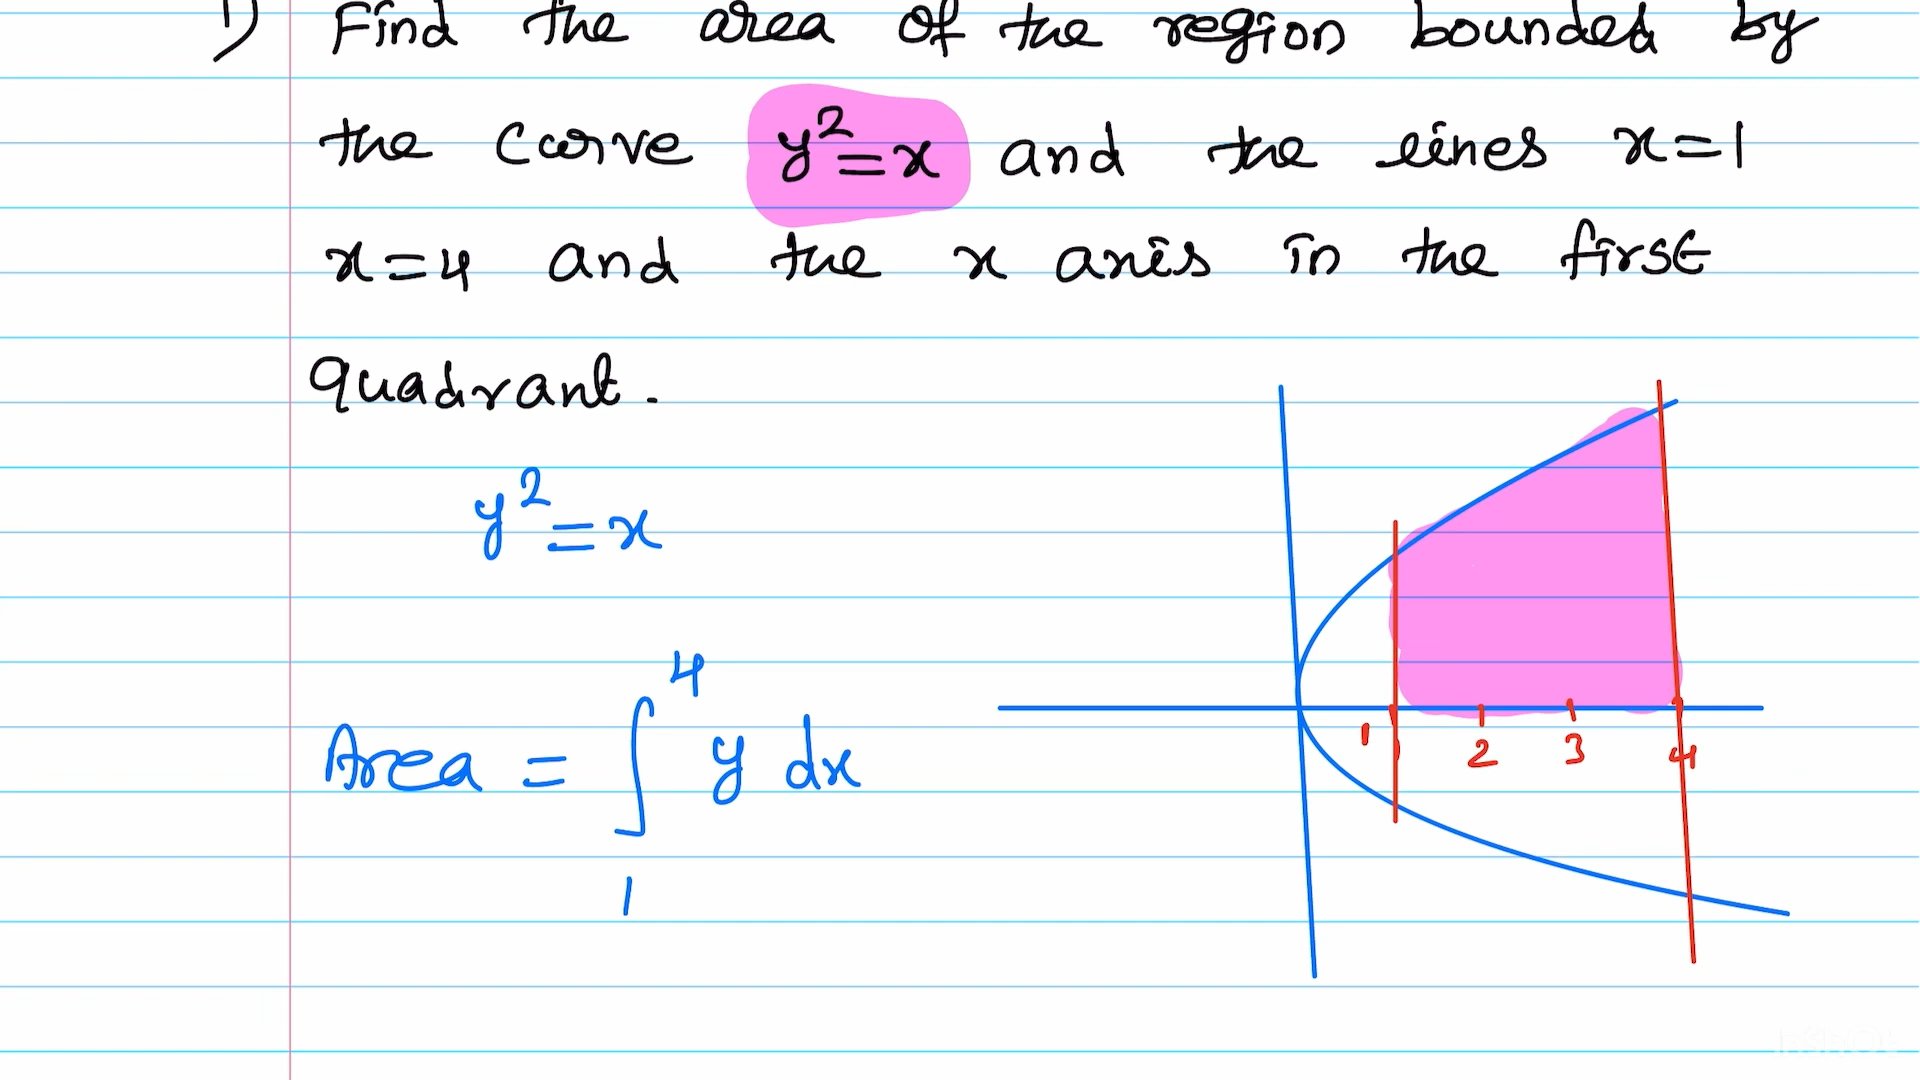 1) Find the area of the region bounded by
the curve y²=x and the lines x=1
x=4 and the x axis in the first
quadrant.
y²=x
Area = ∫₁⁴ y dx
1 2 3 4